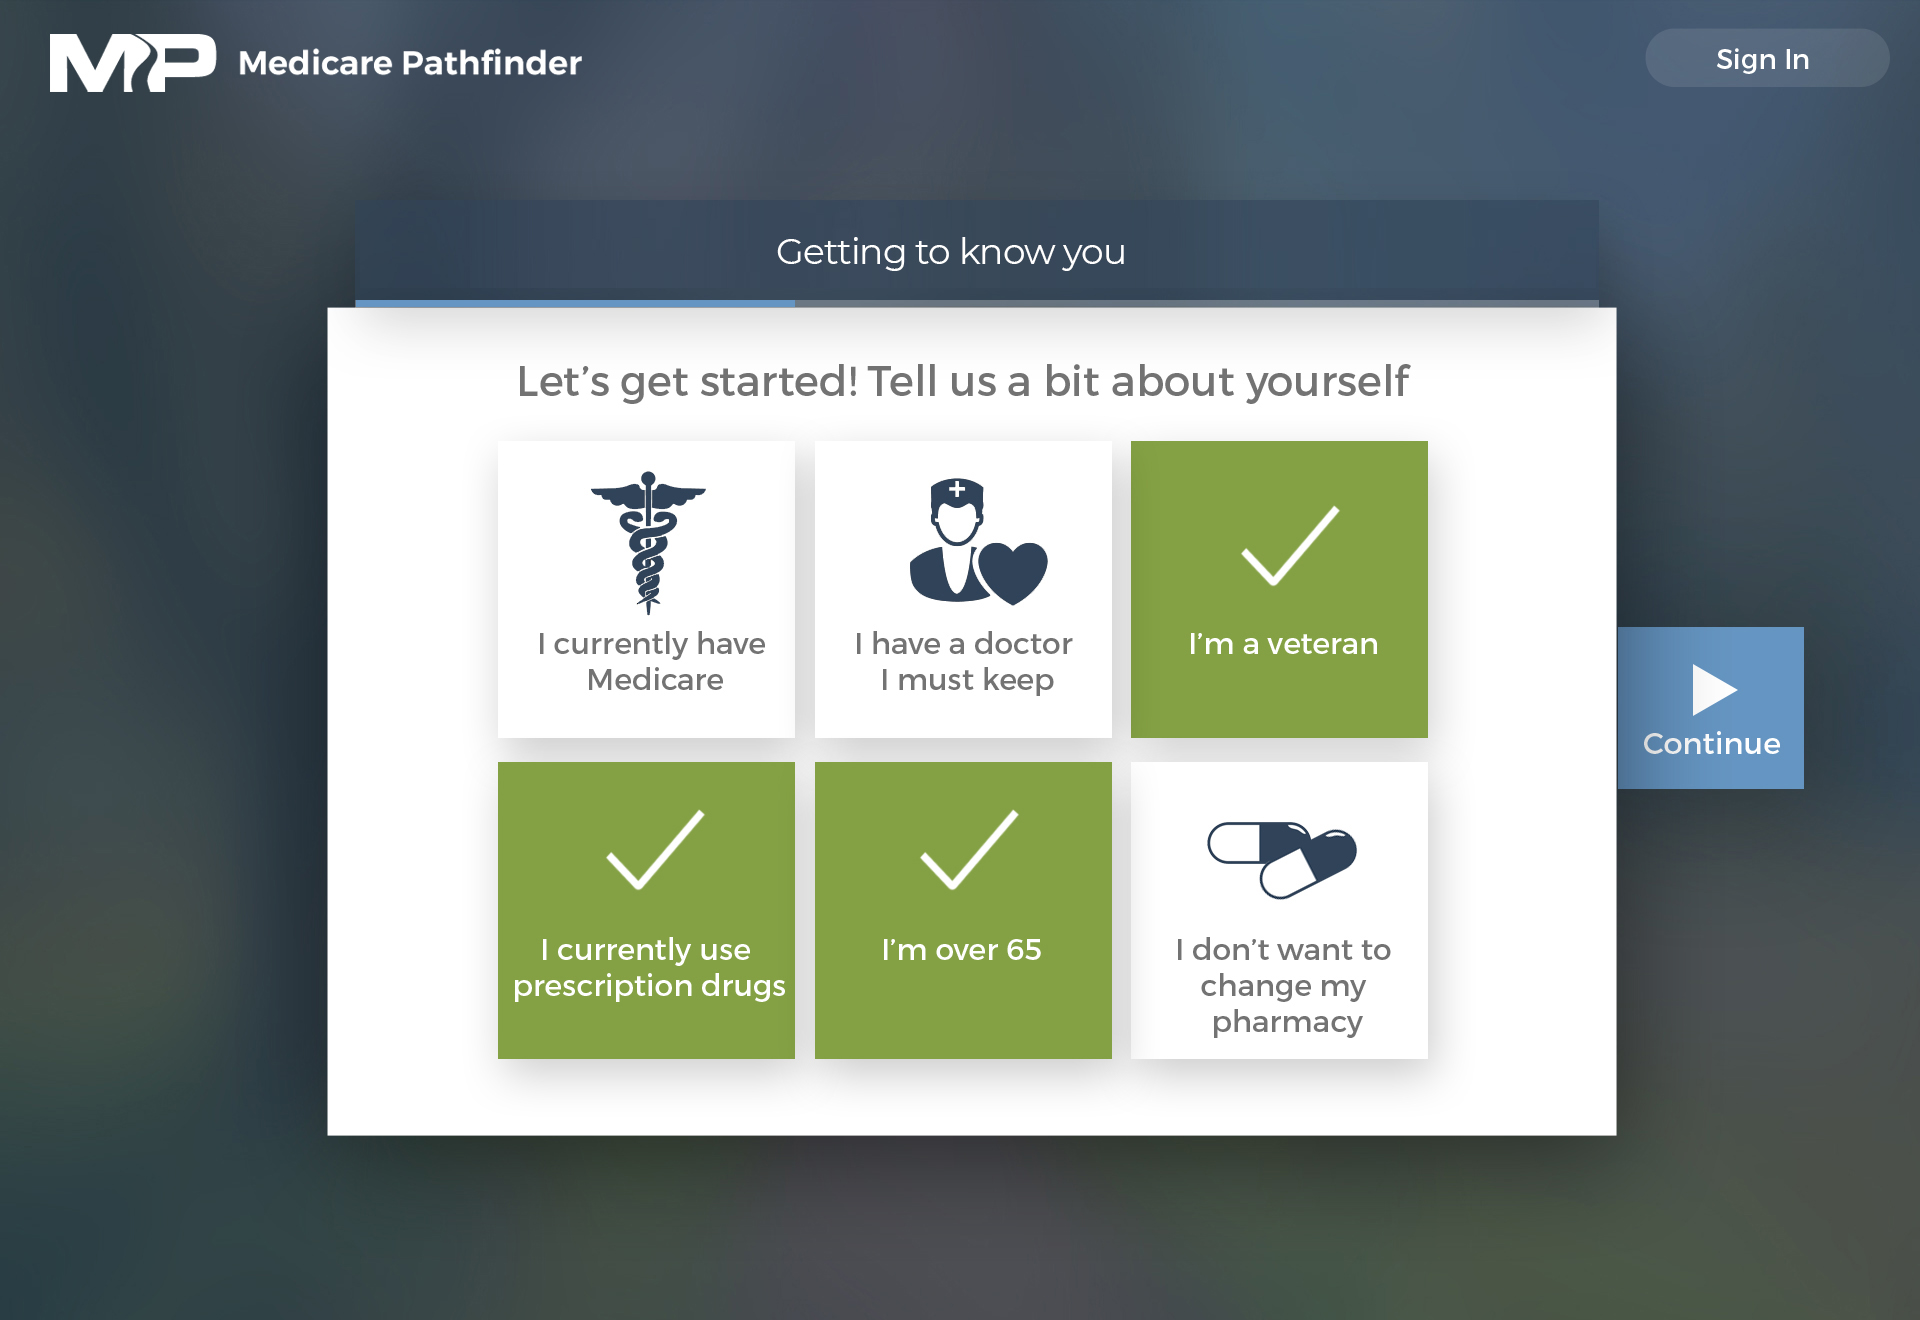 MP Medicare Pathfinder
Sign In
Getting to know you
Let’s get started! Tell us a bit about yourself
I currently have
Medicare
I have a doctor
I must keep
I’m a veteran
Continue
I currently use
prescription drugs
I’m over 65
I don’t want to
change my
pharmacy